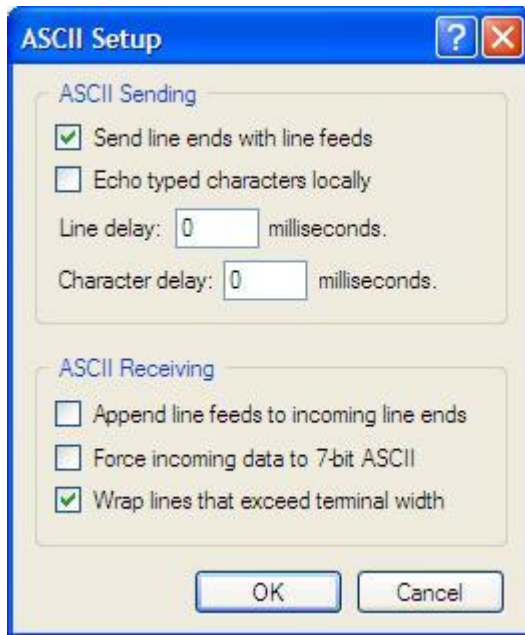 ASCII Setup
ASCII Sending
Send line ends with line feeds
Echo typed characters locally
Line delay: 0 milliseconds.
Character delay: 0 milliseconds.
ASCII Receiving
Append line feeds to incoming line ends
Force incoming data to 7-bit ASCII
Wrap lines that exceed terminal width
OK Cancel